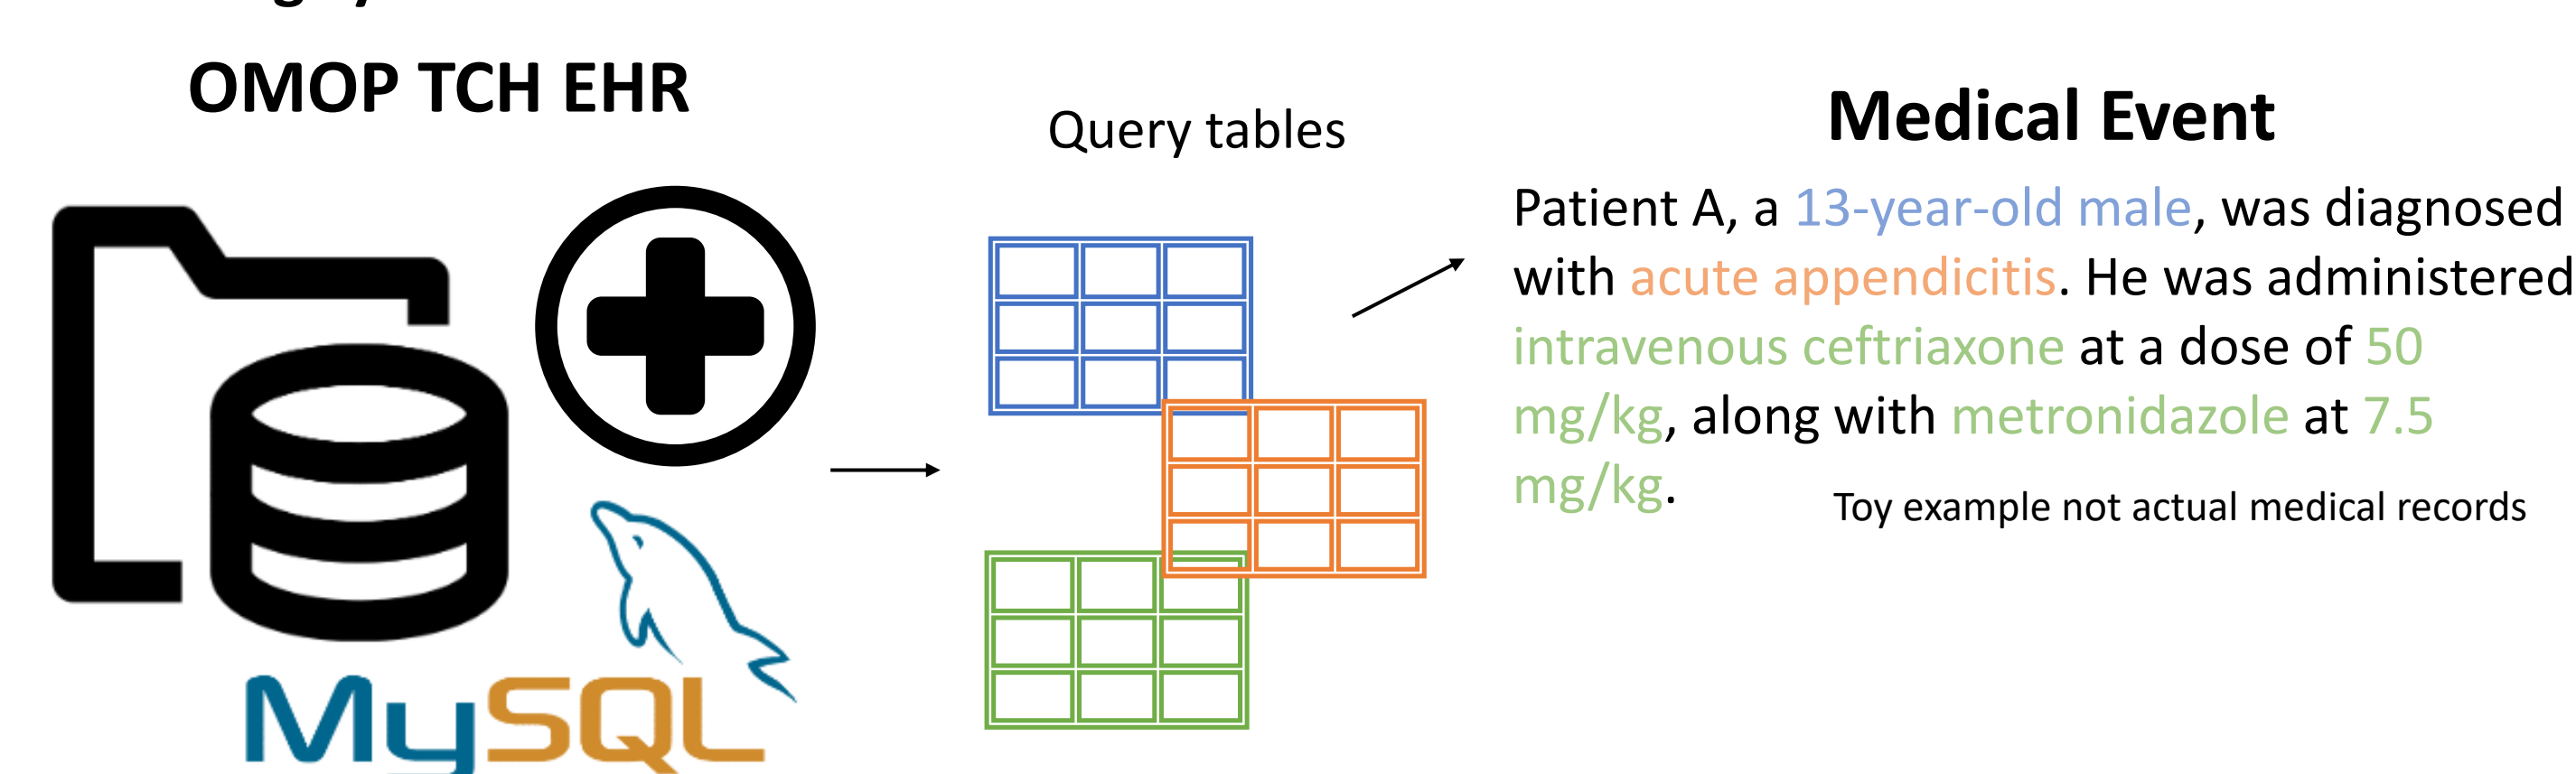 OMOP TCH EHR
Query tables
Medical Event
Patient A, a 13-year-old male, was diagnosed
with acute appendicitis. He was administered
intravenous ceftriaxone at a dose of 50
mg/kg, along with metronidazole at 7.5
mg/kg.
Toy example not actual medical records
MySQL